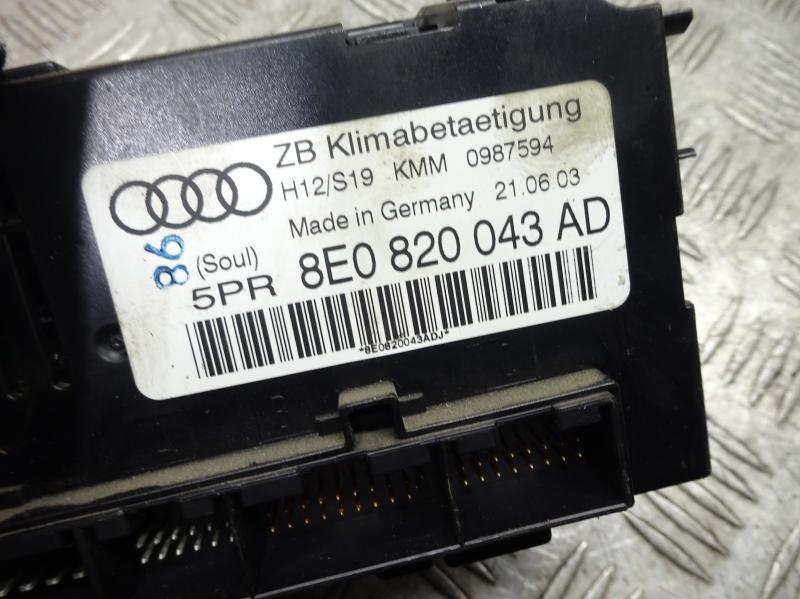 ZB Klimabetaetigung
H12/S19 KMM 0987594
Made in Germany 21.06.03
86 (Soul)
5PR 8E0 820 043 AD
*8E0820043ADJ*